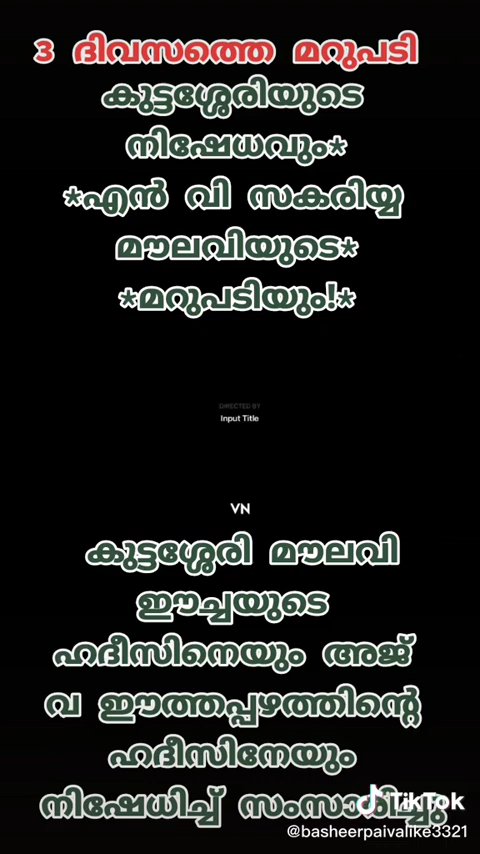 3 ദിവസത്തെ മറുപടി
കുട്ടശ്ശേരിയുടെ
നിഷേധവും*
*എൻ വി സകരിയ്യ
മൗലവിയുടെ*
*മറുപടിയും!*
DIRECTED BY
Input Title
VN
കുട്ടശ്ശേരി മൗലവി
ഈച്ചയുടെ
ഹദീസിനെയും അജ്
വ ഈത്തപ്പഴത്തിന്റെ
ഹദീസിനേയും
നിഷേധിച്ച് സംസാരിച്ചു
TikTok
@basheerpaivalike3321